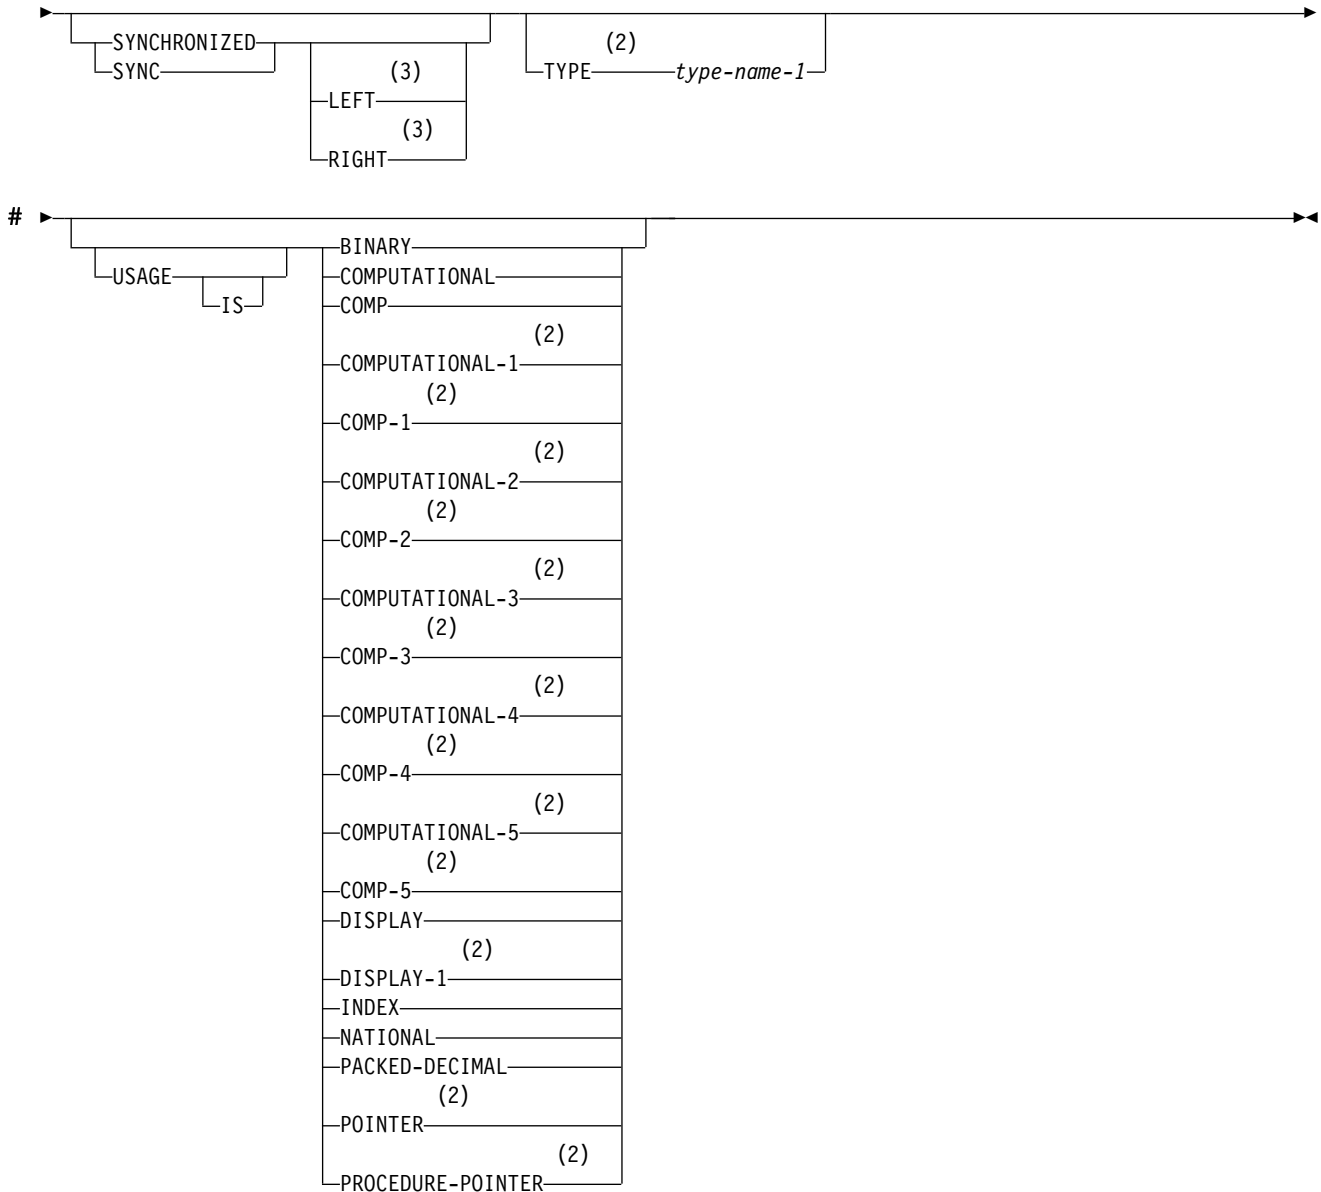 SYNCHRONIZED (2)
SYNC (3) TYPE type-name-1
LEFT
(3)
RIGHT
#
BINARY
USAGE COMPUTATIONAL
IS COMP
(2)
COMPUTATIONAL-1
(2)
COMP-1
(2)
COMPUTATIONAL-2
(2)
COMP-2
(2)
COMPUTATIONAL-3
(2)
COMP-3
(2)
COMPUTATIONAL-4
(2)
COMP-4
(2)
COMPUTATIONAL-5
(2)
COMP-5
DISPLAY
(2)
DISPLAY-1
INDEX
NATIONAL
PACKED-DECIMAL
(2)
POINTER
(2)
PROCEDURE-POINTER